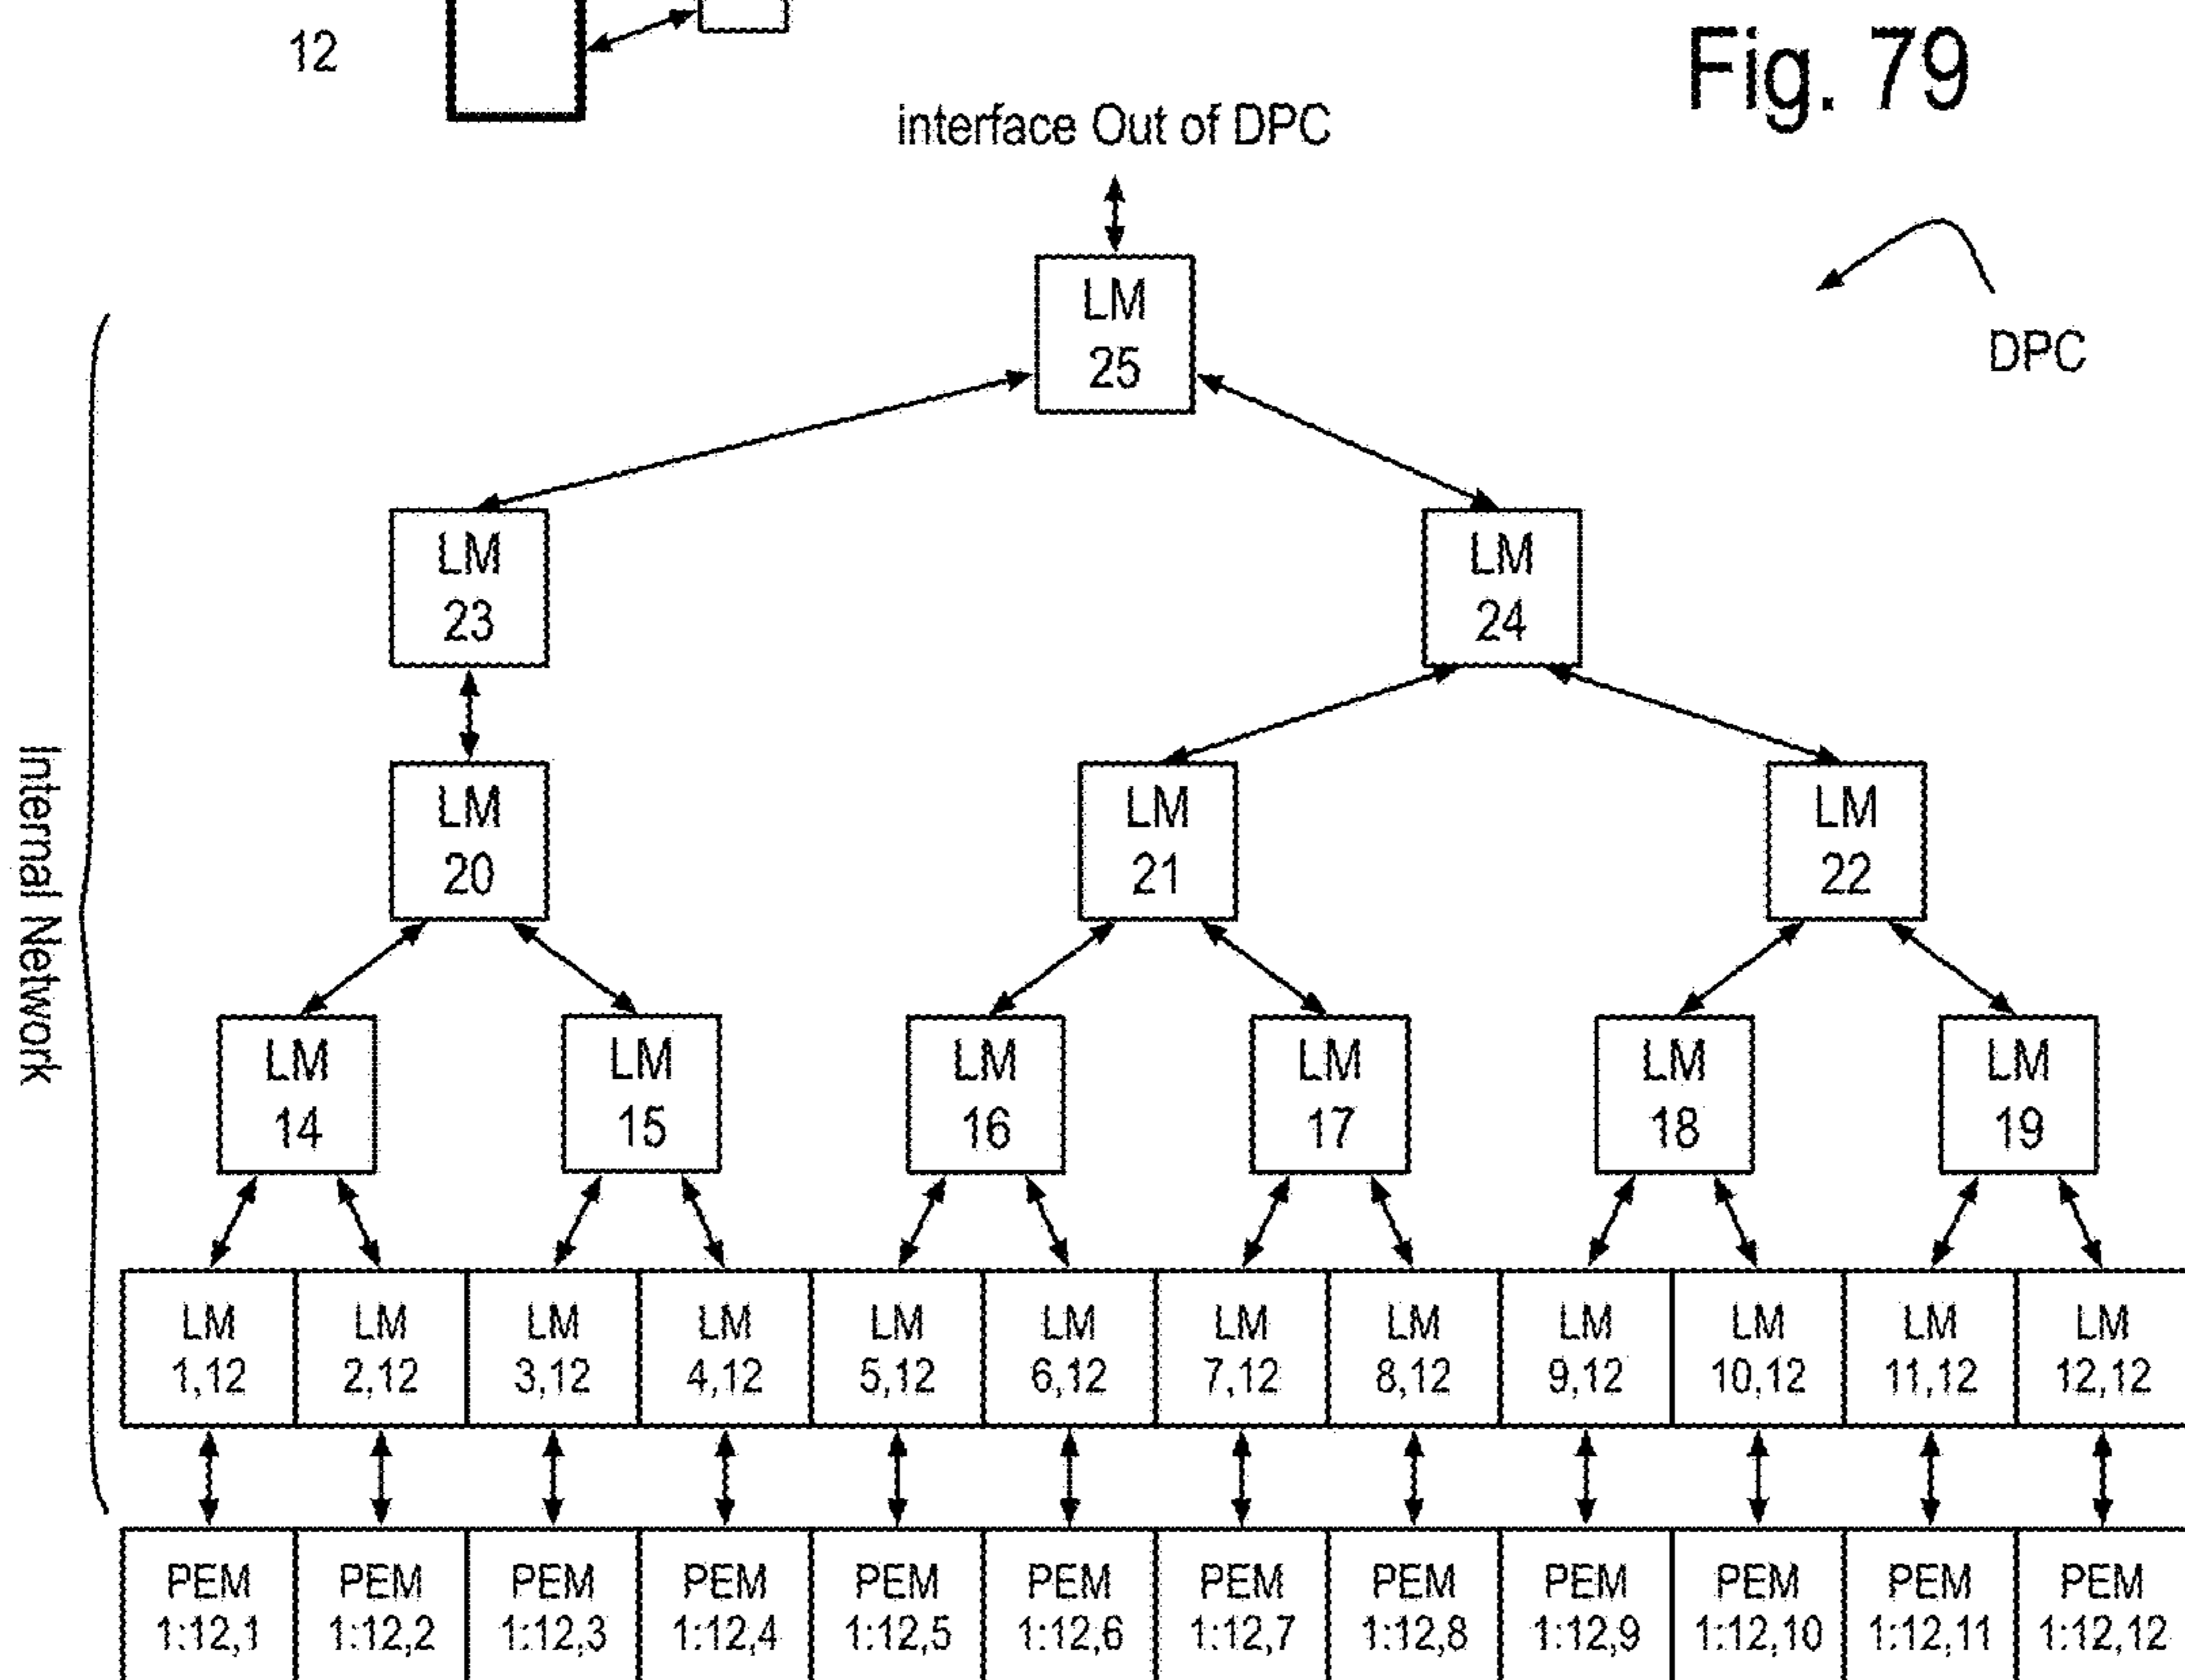 12
Fig. 79
interface Out of DPC
LM
25
DPC
LM
23
LM
24
Internal Network
LM
20
LM
21
LM
22
LM
14
LM
15
LM
16
LM
17
LM
18
LM
19
LM
1,12
LM
2,12
LM
3,12
LM
4,12
LM
5,12
LM
6,12
LM
7,12
LM
8,12
LM
9,12
LM
10,12
LM
11,12
LM
12,12
PEM
1:12,1
PEM
1:12,2
PEM
1:12,3
PEM
1:12,4
PEM
1:12,5
PEM
1:12,6
PEM
1:12,7
PEM
1:12,8
PEM
1:12,9
PEM
1:12,10
PEM
1:12,11
PEM
1:12,12